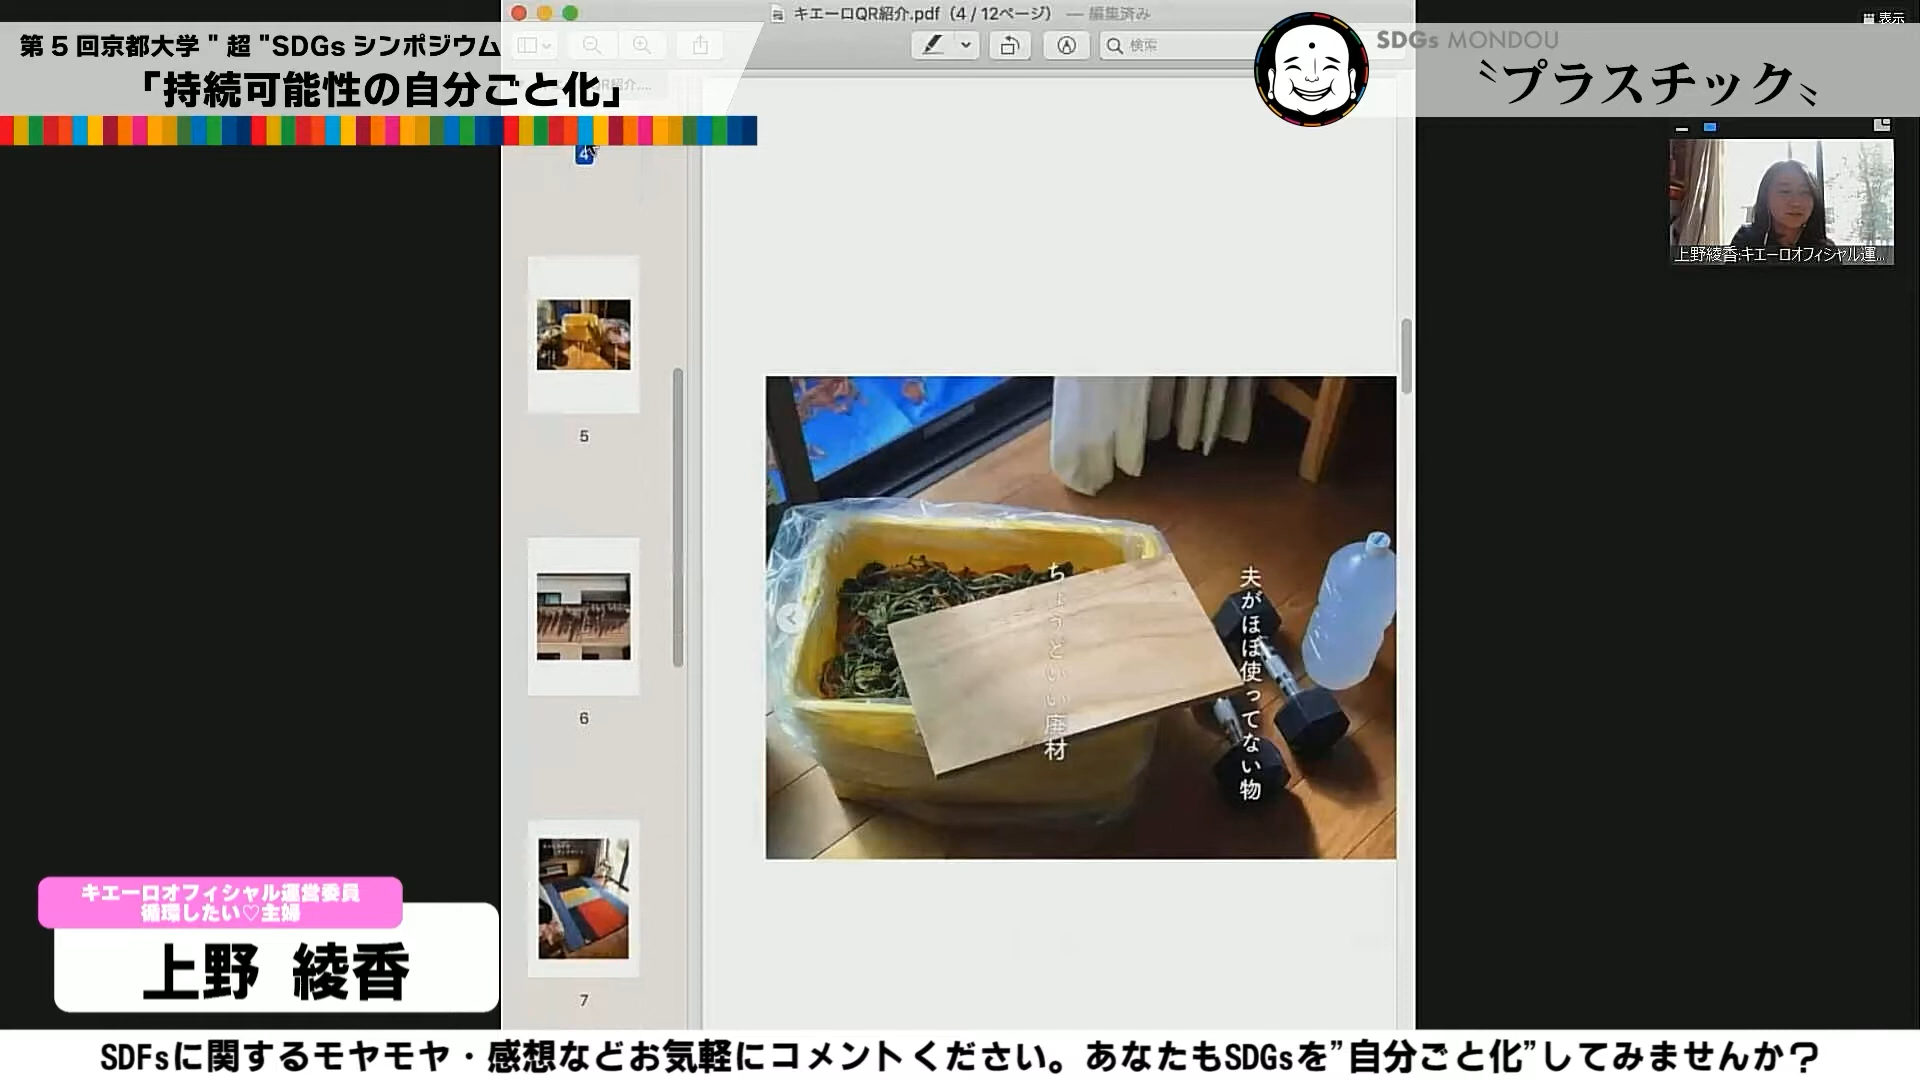 第5回京都大学"超"SDGsシンポジウム
「持続可能性の自分ごと化」
キエーロQR紹介.pdf（4 / 12ページ） — 編集済み
検索
表示
SDGs MONDOU
〝プラスチック〟
上野綾香:キエーロオフィシャル運...
4
5
6
7
夫がほぼ使ってない物
ちょうどいい廃材
キエーロオフィシャル運営委員
循環したい♡主婦
上野 綾香
SDFsに関するモヤモヤ・感想などお気軽にコメントください。あなたもSDGsを"自分ごと化"してみませんか？